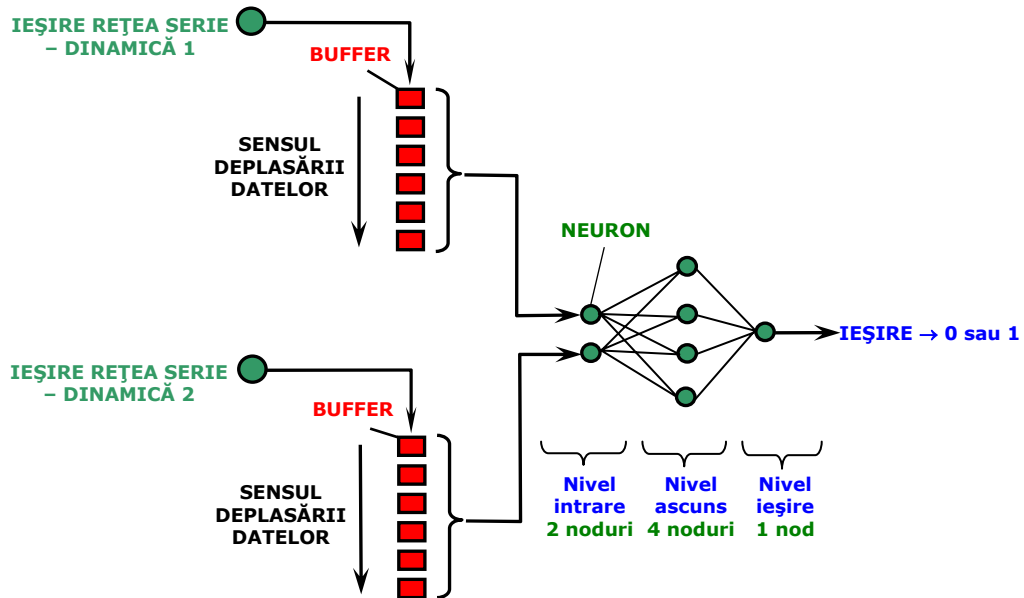 IEŞIRE REŢEA SERIE
– DINAMICĂ 1
BUFFER
SENSUL
DEPLASĂRII
DATELOR
NEURON
IEŞIRE → 0 sau 1
IEŞIRE REŢEA SERIE
– DINAMICĂ 2
BUFFER
SENSUL
DEPLASĂRII
DATELOR
Nivel
intrare
2 noduri
Nivel
ascuns
4 noduri
Nivel
ieşire
1 nod